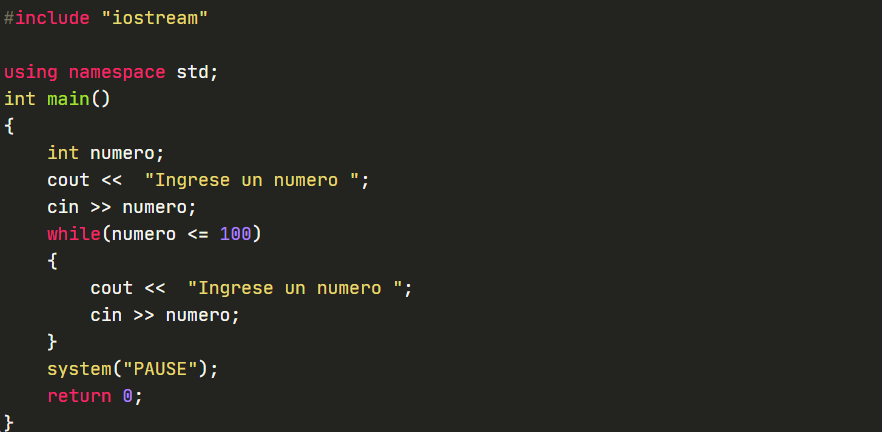 #include "iostream"
using namespace std;
int main()
{
    int numero;
    cout <<  "Ingrese un numero ";
    cin >> numero;
    while(numero <= 100)
    {
        cout <<  "Ingrese un numero ";
        cin >> numero;
    }
    system("PAUSE");
    return 0;
}